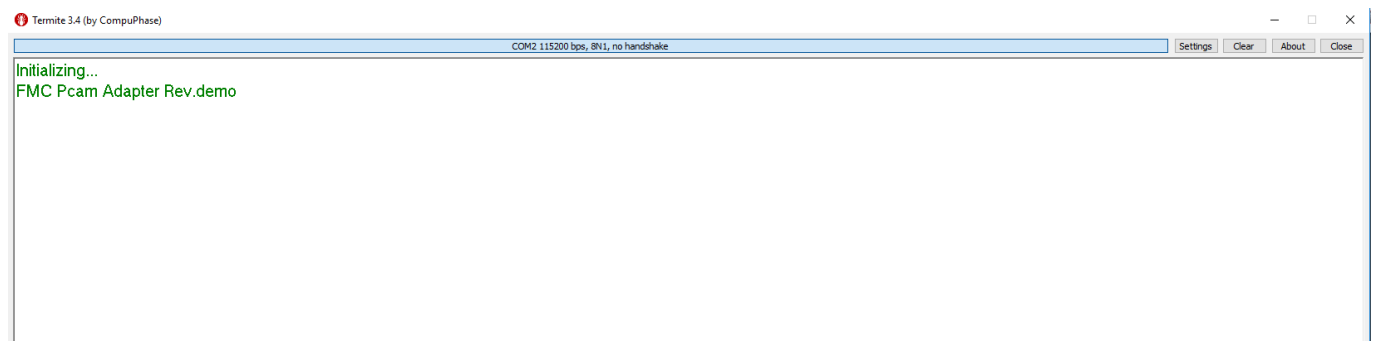 Termite 3.4 (by CompuPhase)
COM2 115200 bps, 8N1, no handshake
Settings
Clear
About
Close
Initializing...
FMC Pcam Adapter Rev.demo